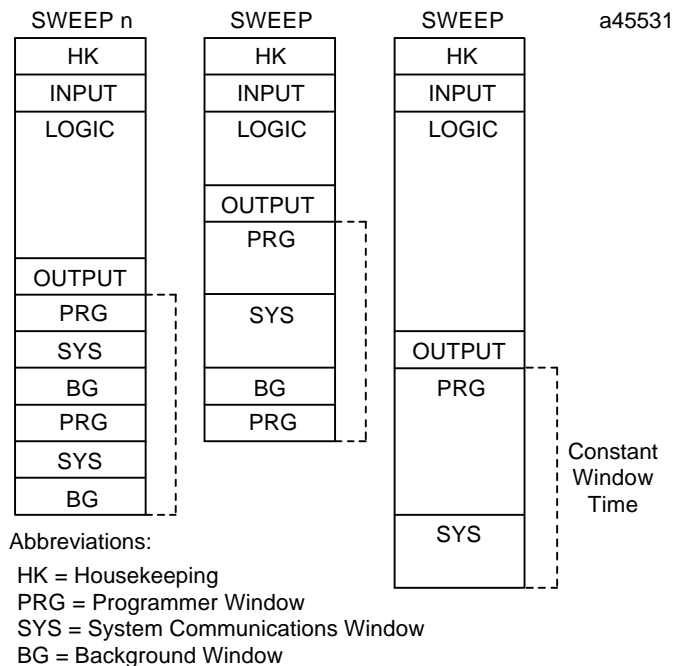 SWEEP n
HK
INPUT
LOGIC
OUTPUT
PRG
SYS
BG
PRG
SYS
BG
SWEEP
HK
INPUT
LOGIC
OUTPUT
PRG
SYS
BG
PRG
SWEEP
HK
INPUT
LOGIC
OUTPUT
PRG
SYS
a45531
Constant
Window
Time
Abbreviations:
HK = Housekeeping
PRG = Programmer Window
SYS = System Communications Window
BG = Background Window